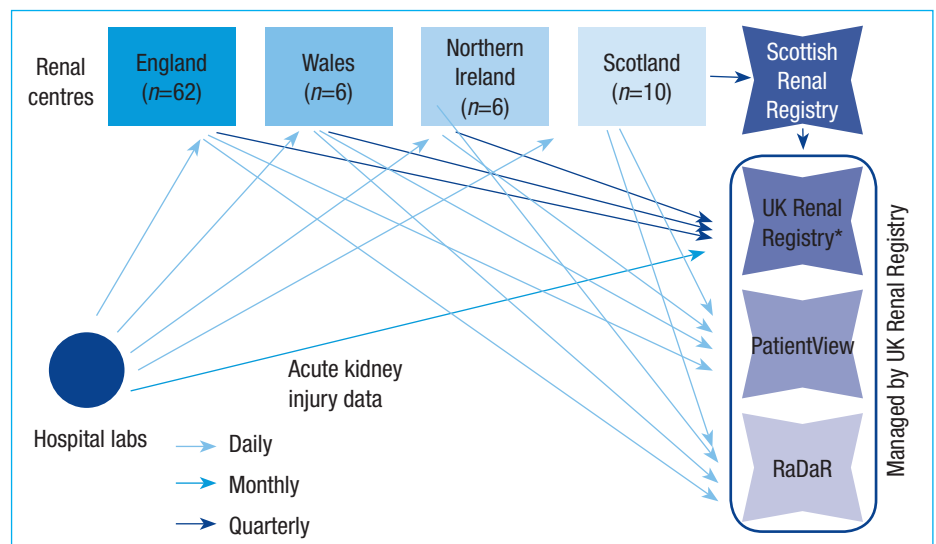 Renal
centres
England
(n=62)
Wales
(n=6)
Northern
Ireland
(n=6)
Scotland
(n=10)
Scottish
Renal
Registry
UK Renal
Registry*
PatientView
RaDaR
Managed by UK Renal Registry
Hospital labs
Acute kidney
injury data
Daily
Monthly
Quarterly